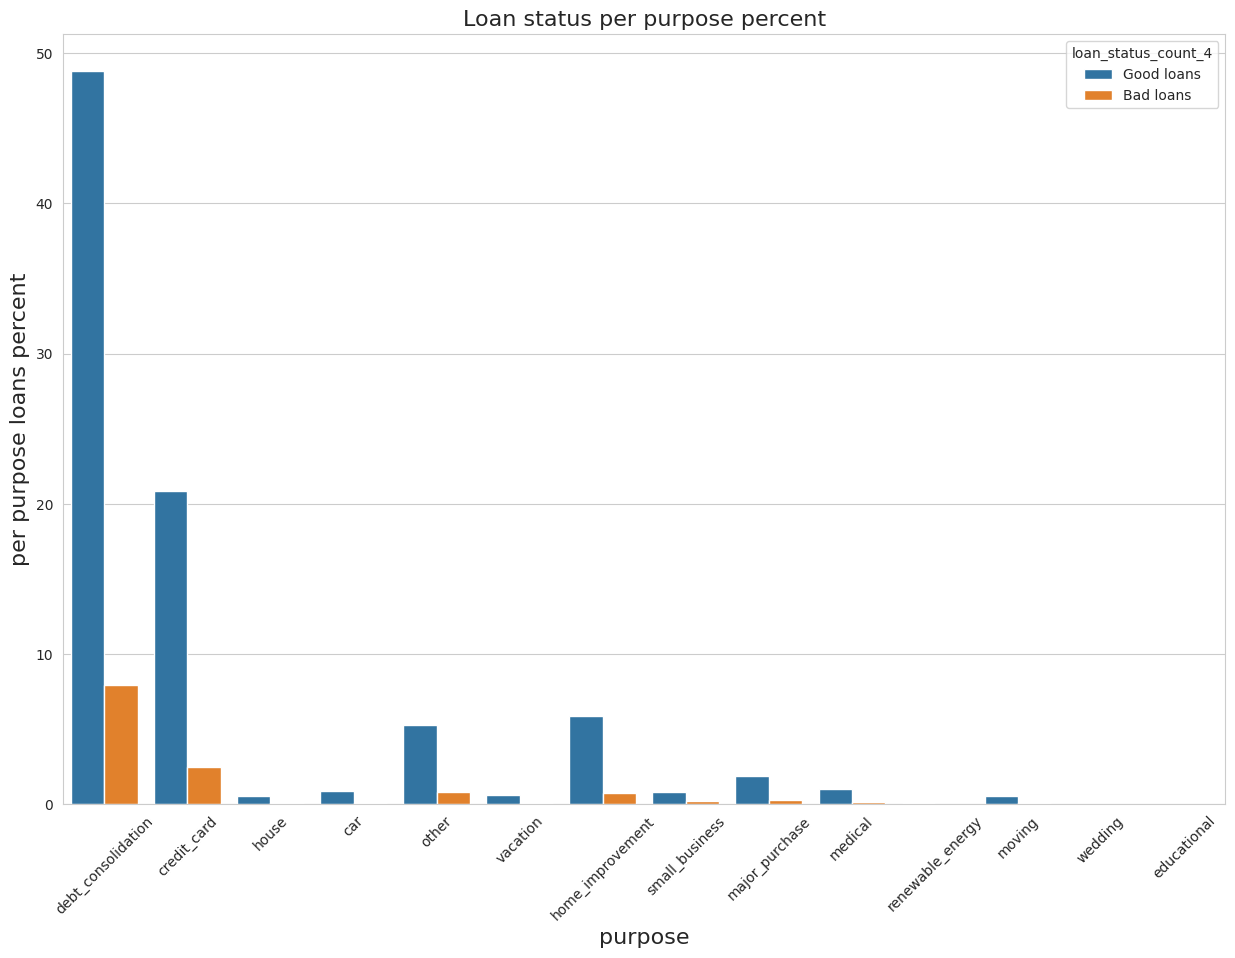 Loan status per purpose percent
loan_status_count_4
Good loans
Bad loans
per purpose loans percent
50
40
30
20
10
0
debt_consolidation
credit_card
house
car
other
vacation
home_improvement
small_business
major_purchase
medical
renewable_energy
moving
wedding
educational
purpose